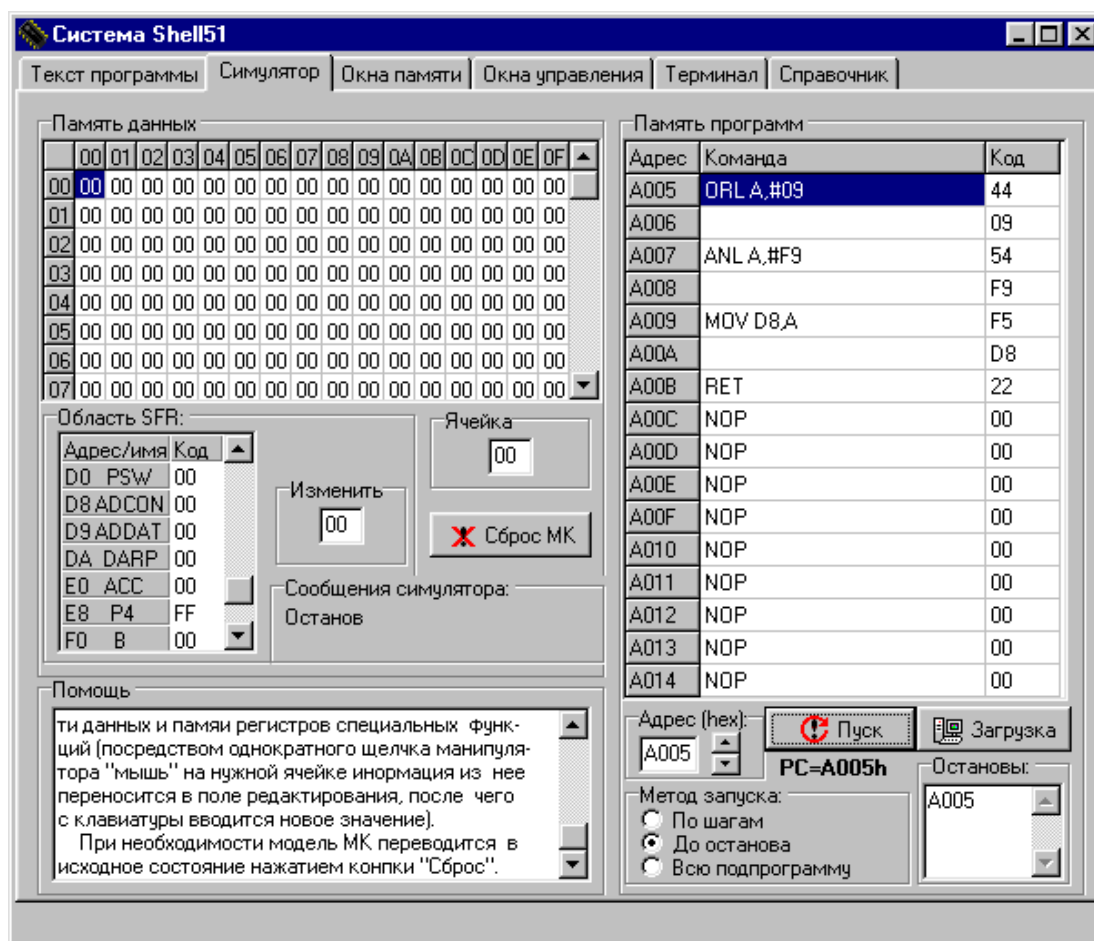 Система Shell51
Текст программы Симулятор Окна памяти Окна управления Терминал Справочник
Память данных
00 01 02 03 04 05 06 07 08 09 0A 0B 0C 0D 0E 0F
00 00 00 00 00 00 00 00 00 00 00 00 00 00 00 00 00
01 00 00 00 00 00 00 00 00 00 00 00 00 00 00 00 00
02 00 00 00 00 00 00 00 00 00 00 00 00 00 00 00 00
03 00 00 00 00 00 00 00 00 00 00 00 00 00 00 00 00
04 00 00 00 00 00 00 00 00 00 00 00 00 00 00 00 00
05 00 00 00 00 00 00 00 00 00 00 00 00 00 00 00 00
06 00 00 00 00 00 00 00 00 00 00 00 00 00 00 00 00
07 00 00 00 00 00 00 00 00 00 00 00 00 00 00 00 00
Область SFR:
Адрес/имя Код
D0 PSW 00
D8 ADCON 00
D9 ADDAT 00
DA DARP 00
E0 ACC 00
E8 P4 FF
F0 B 00
Изменить
00
Ячейка
00
Сброс МК
Сообщения симулятора:
Останов
Помощь
ти данных и памяи регистров специальных функ-
ций (посредством однократного щелчка манипуля-
тора "мышь" на нужной ячейке инормация из нее
переносится в поле редактирования, после чего
с клавиатуры вводится новое значение).
При необходимости модель МК переводится в
исходное состояние нажатием конпки "Сброс".
Память программ
Адрес Команда Код
A005 ORL A,#09 44
A006 09
A007 ANL A,#F9 54
A008 F9
A009 MOV D8,A F5
A00A D8
A00B RET 22
A00C NOP 00
A00D NOP 00
A00E NOP 00
A00F NOP 00
A010 NOP 00
A011 NOP 00
A012 NOP 00
A013 NOP 00
A014 NOP 00
Адрес (hex):
A005
Пуск
Загрузка
PC=A005h
Метод запуска:
По шагам
До останова
Всю подпрограмму
Остановы:
A005